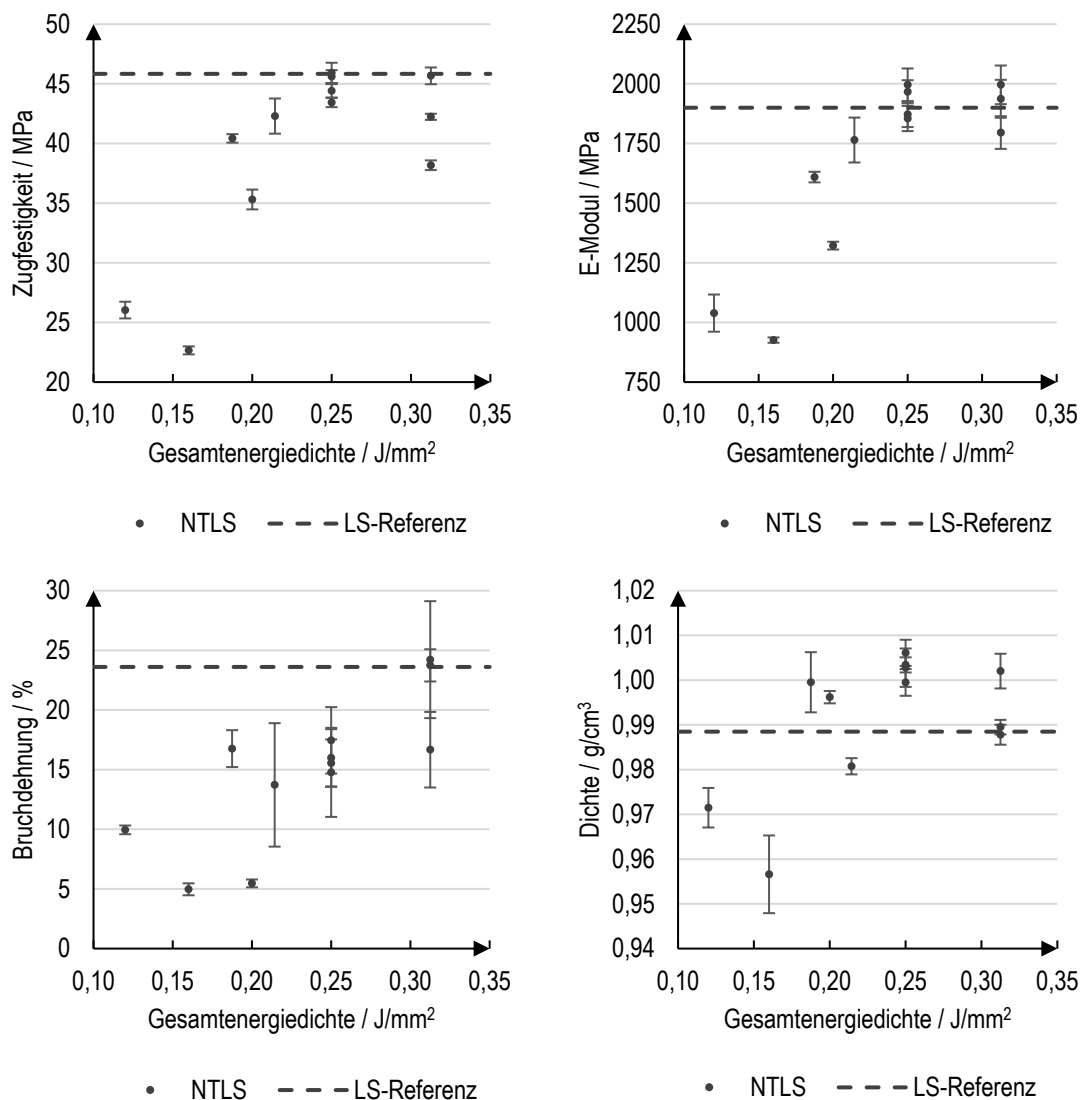 Zugfestigkeit / MPa
50
45
40
35
30
25
20
0,10 0,15 0,20 0,25 0,30 0,35
Gesamtenergiedichte / J/mm²
NTLS LS-Referenz
E-Modul / MPa
2250
2000
1750
1500
1250
1000
750
0,10 0,15 0,20 0,25 0,30 0,35
Gesamtenergiedichte / J/mm²
NTLS LS-Referenz
Bruchdehnung / %
30
25
20
15
10
5
0
0,10 0,15 0,20 0,25 0,30 0,35
Gesamtenergiedichte / J/mm²
NTLS LS-Referenz
Dichte / g/cm³
1,02
1,01
1,00
0,99
0,98
0,97
0,96
0,95
0,94
0,10 0,15 0,20 0,25 0,30 0,35
Gesamtenergiedichte / J/mm²
NTLS LS-Referenz